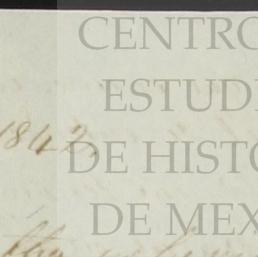 CENTRO
ESTUDI
1842,
DE HISTO
DE MEX